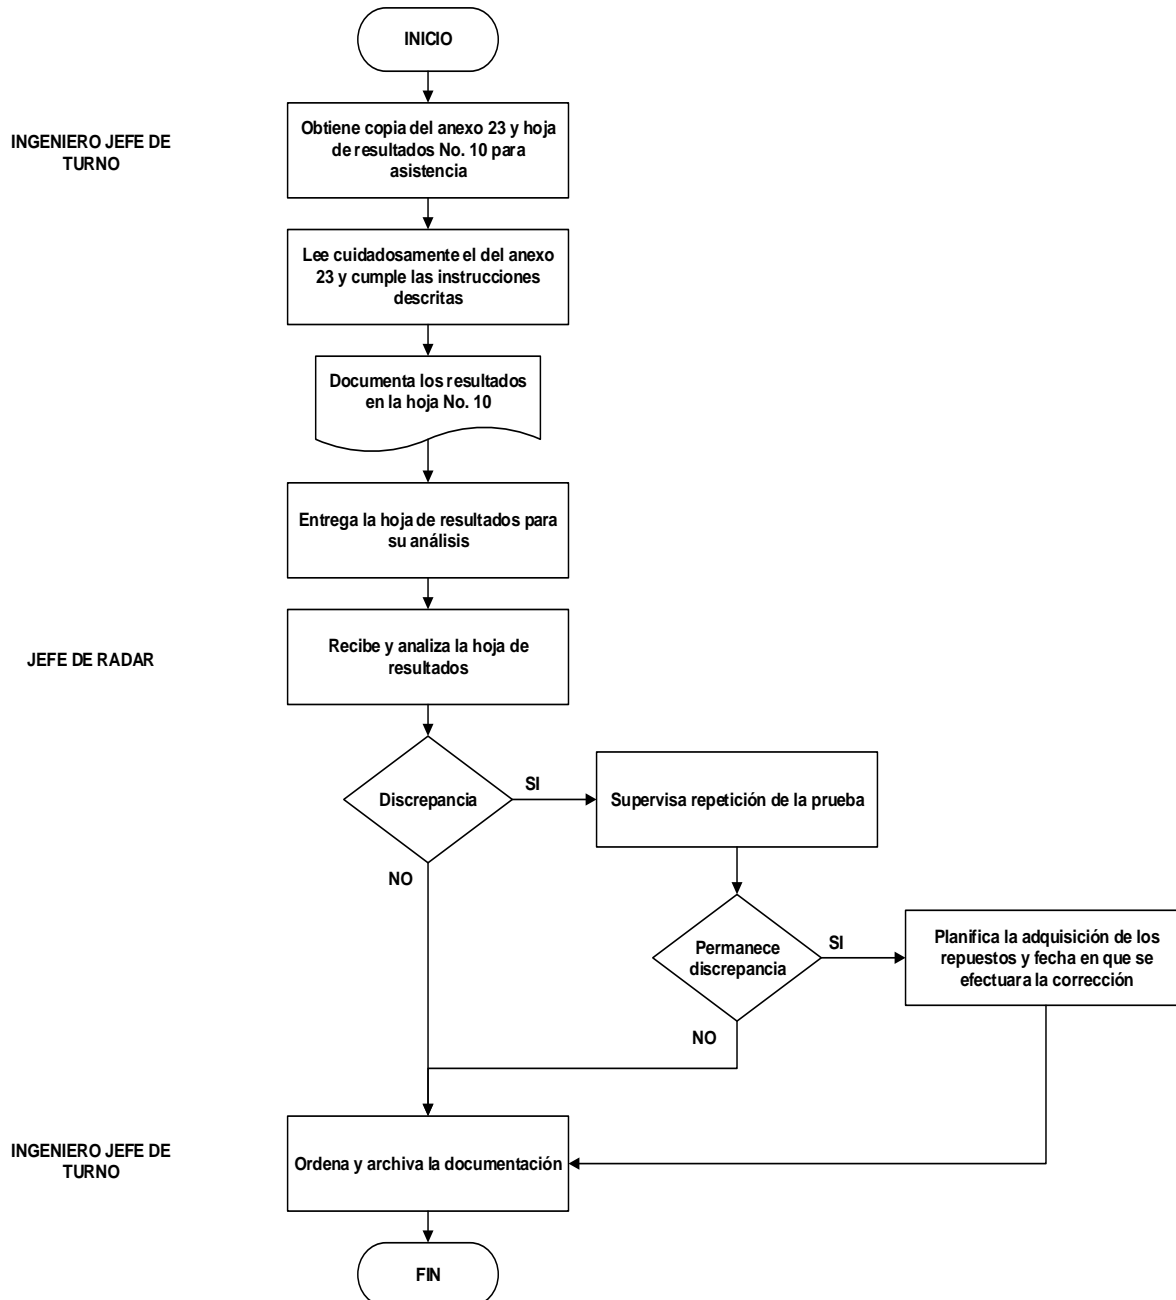 INICIO
INGENIERO JEFE DE
TURNO
Obtiene copia del anexo 23 y hoja
de resultados No. 10 para
asistencia
Lee cuidadosamente el del anexo
23 y cumple las instrucciones
descritas
Documenta los resultados
en la hoja No. 10
Entrega la hoja de resultados para
su análisis
JEFE DE RADAR
Recibe y analiza la hoja de
resultados
Discrepancia
SI
Supervisa repetición de la prueba
NO
Permanece
discrepancia
SI
Planifica la adquisición de los
repuestos y fecha en que se
efectuara la corrección
NO
INGENIERO JEFE DE
TURNO
Ordena y archiva la documentación
FIN